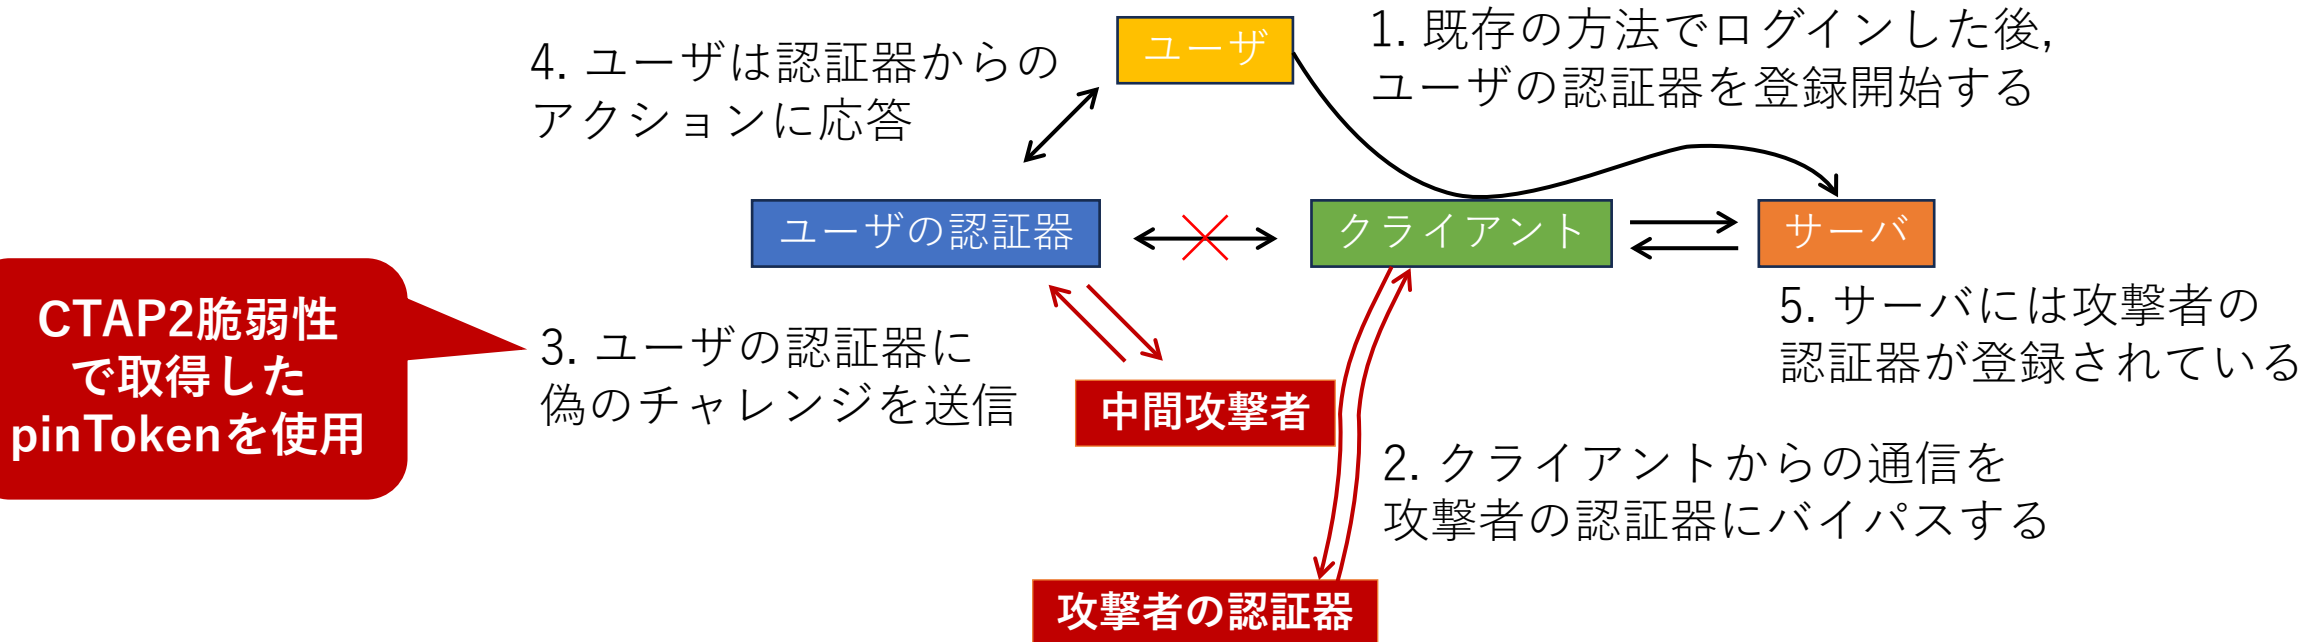 ユーザ
1. 既存の方法でログインした後,
ユーザの認証器を登録開始する
4. ユーザは認証器からの
アクションに応答
ユーザの認証器
クライアント
サーバ
CTAP2脆弱性
で取得した
pinTokenを使用
3. ユーザの認証器に
偽のチャレンジを送信
中間攻撃者
5. サーバには攻撃者の
認証器が登録されている
2. クライアントからの通信を
攻撃者の認証器にバイパスする
攻撃者の認証器